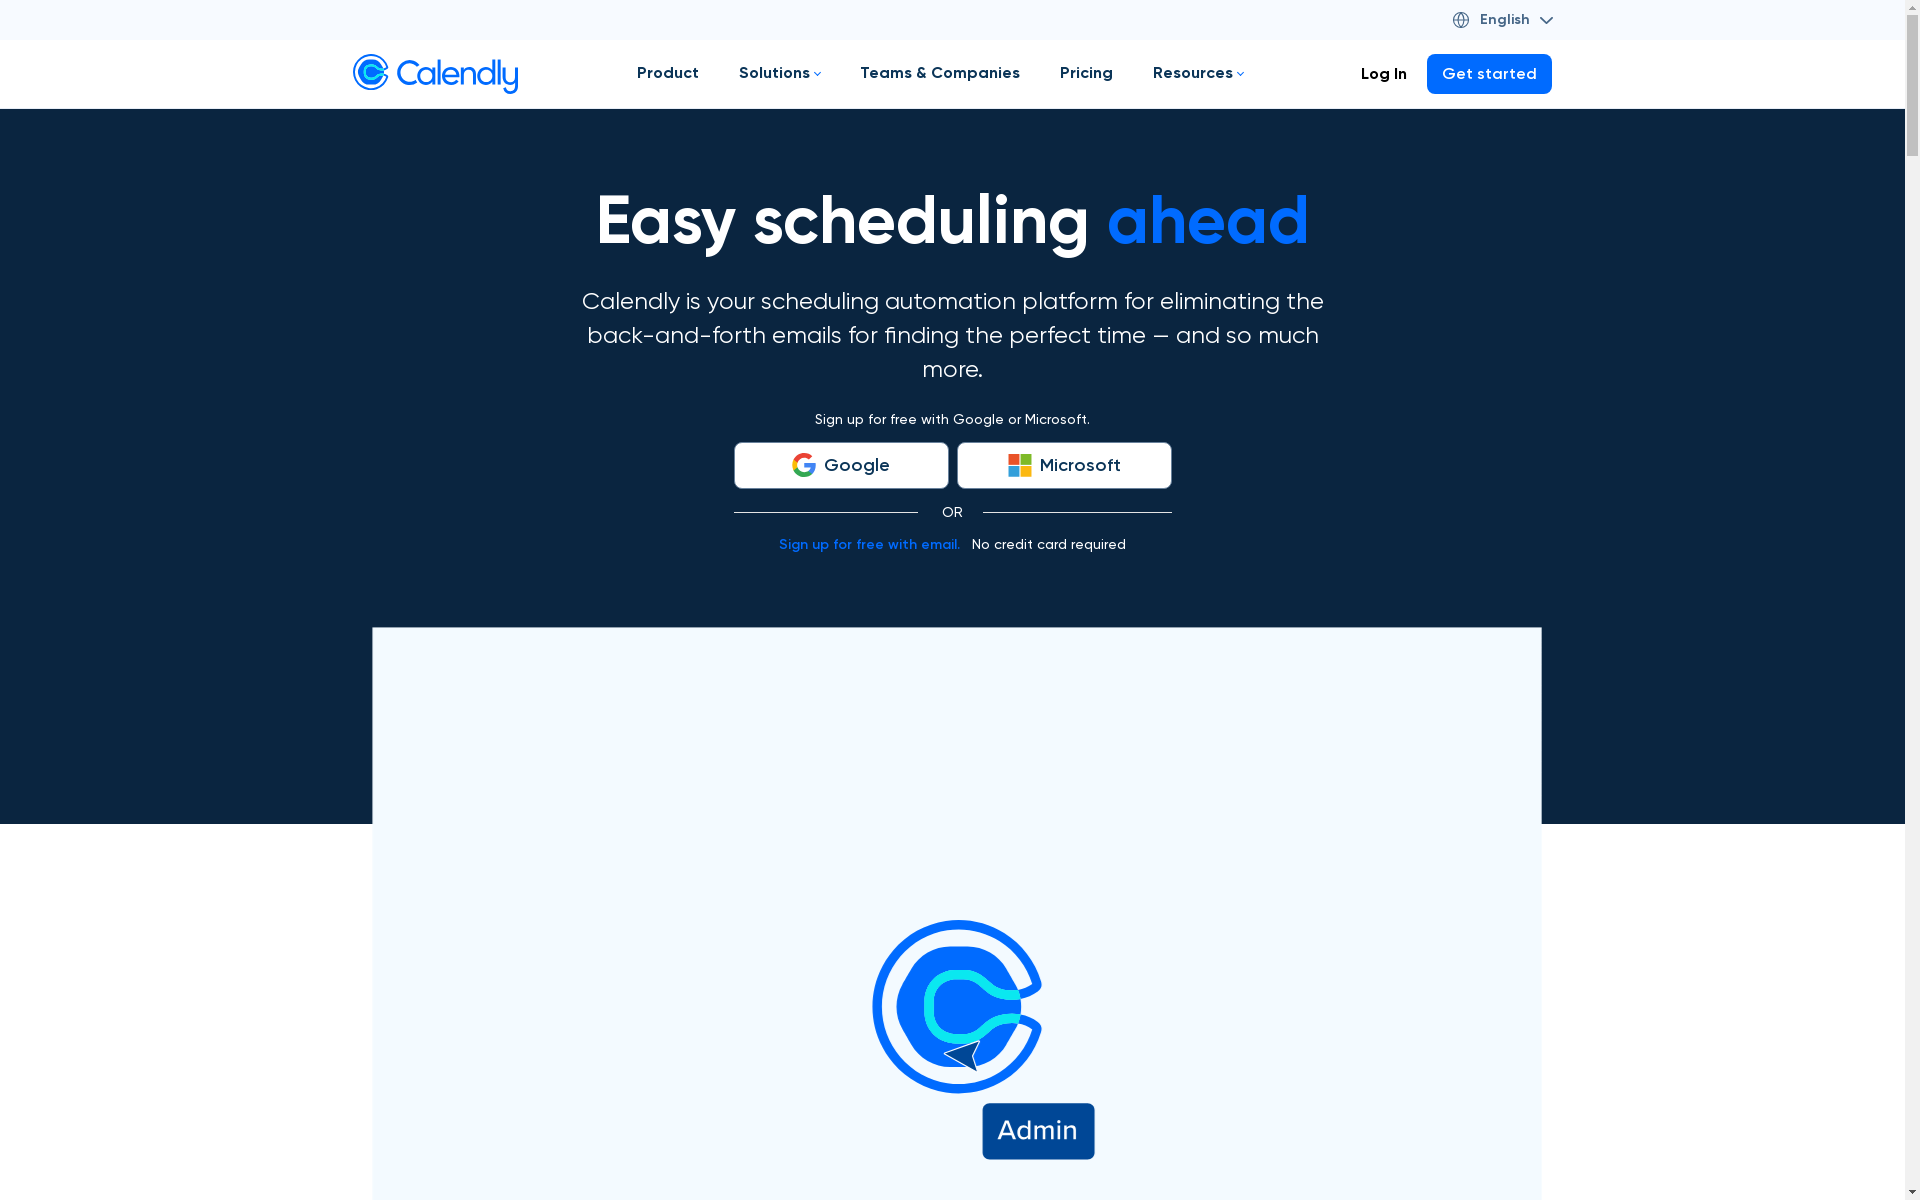 English
Calendly
Product
Solutions
Teams & Companies
Pricing
Resources
Log In
Get started
Easy scheduling ahead
Calendly is your scheduling automation platform for eliminating the
back-and-forth emails for finding the perfect time — and so much
more.
Sign up for free with Google or Microsoft.
Google
Microsoft
OR
Sign up for free with email. No credit card required
Admin